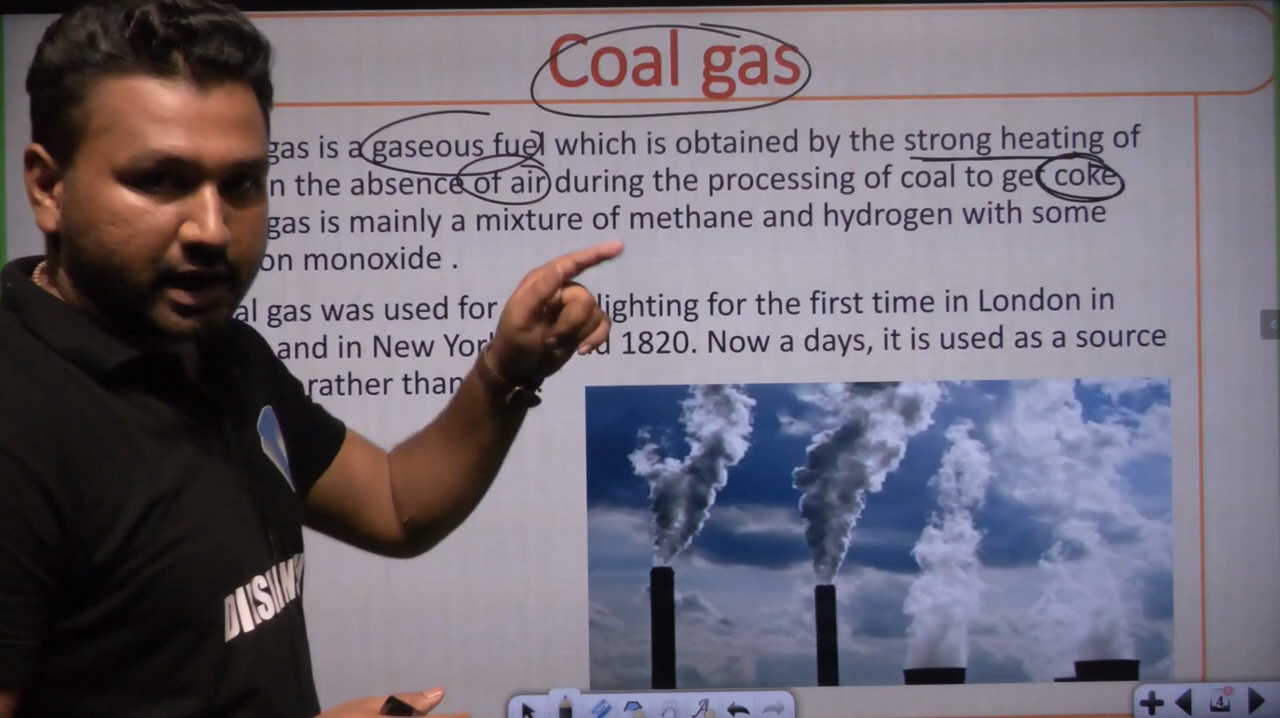 Coal gas
gas is a gaseous fuel which is obtained by the strong heating of
n the absence of air during the processing of coal to get coke
gas is mainly a mixture of methane and hydrogen with some
on monoxide .
al gas was used for lighting for the first time in London in
and in New Yor 1820. Now a days, it is used as a source
rather than
4